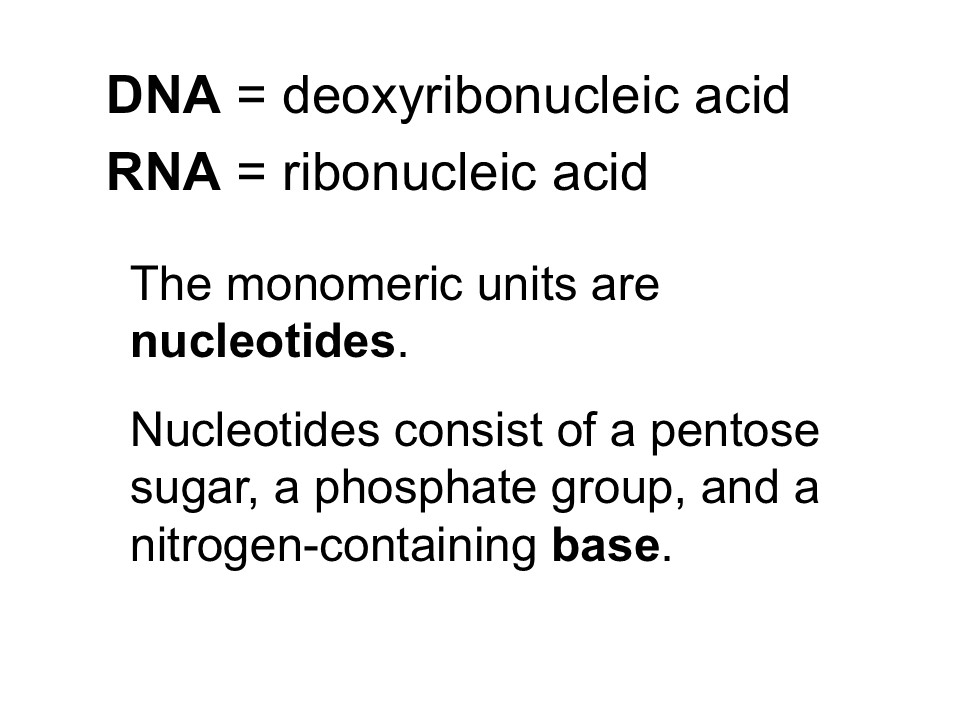 DNA = deoxyribonucleic acid
RNA = ribonucleic acid
The monomeric units are
nucleotides.
Nucleotides consist of a pentose
sugar, a phosphate group, and a
nitrogen-containing base.